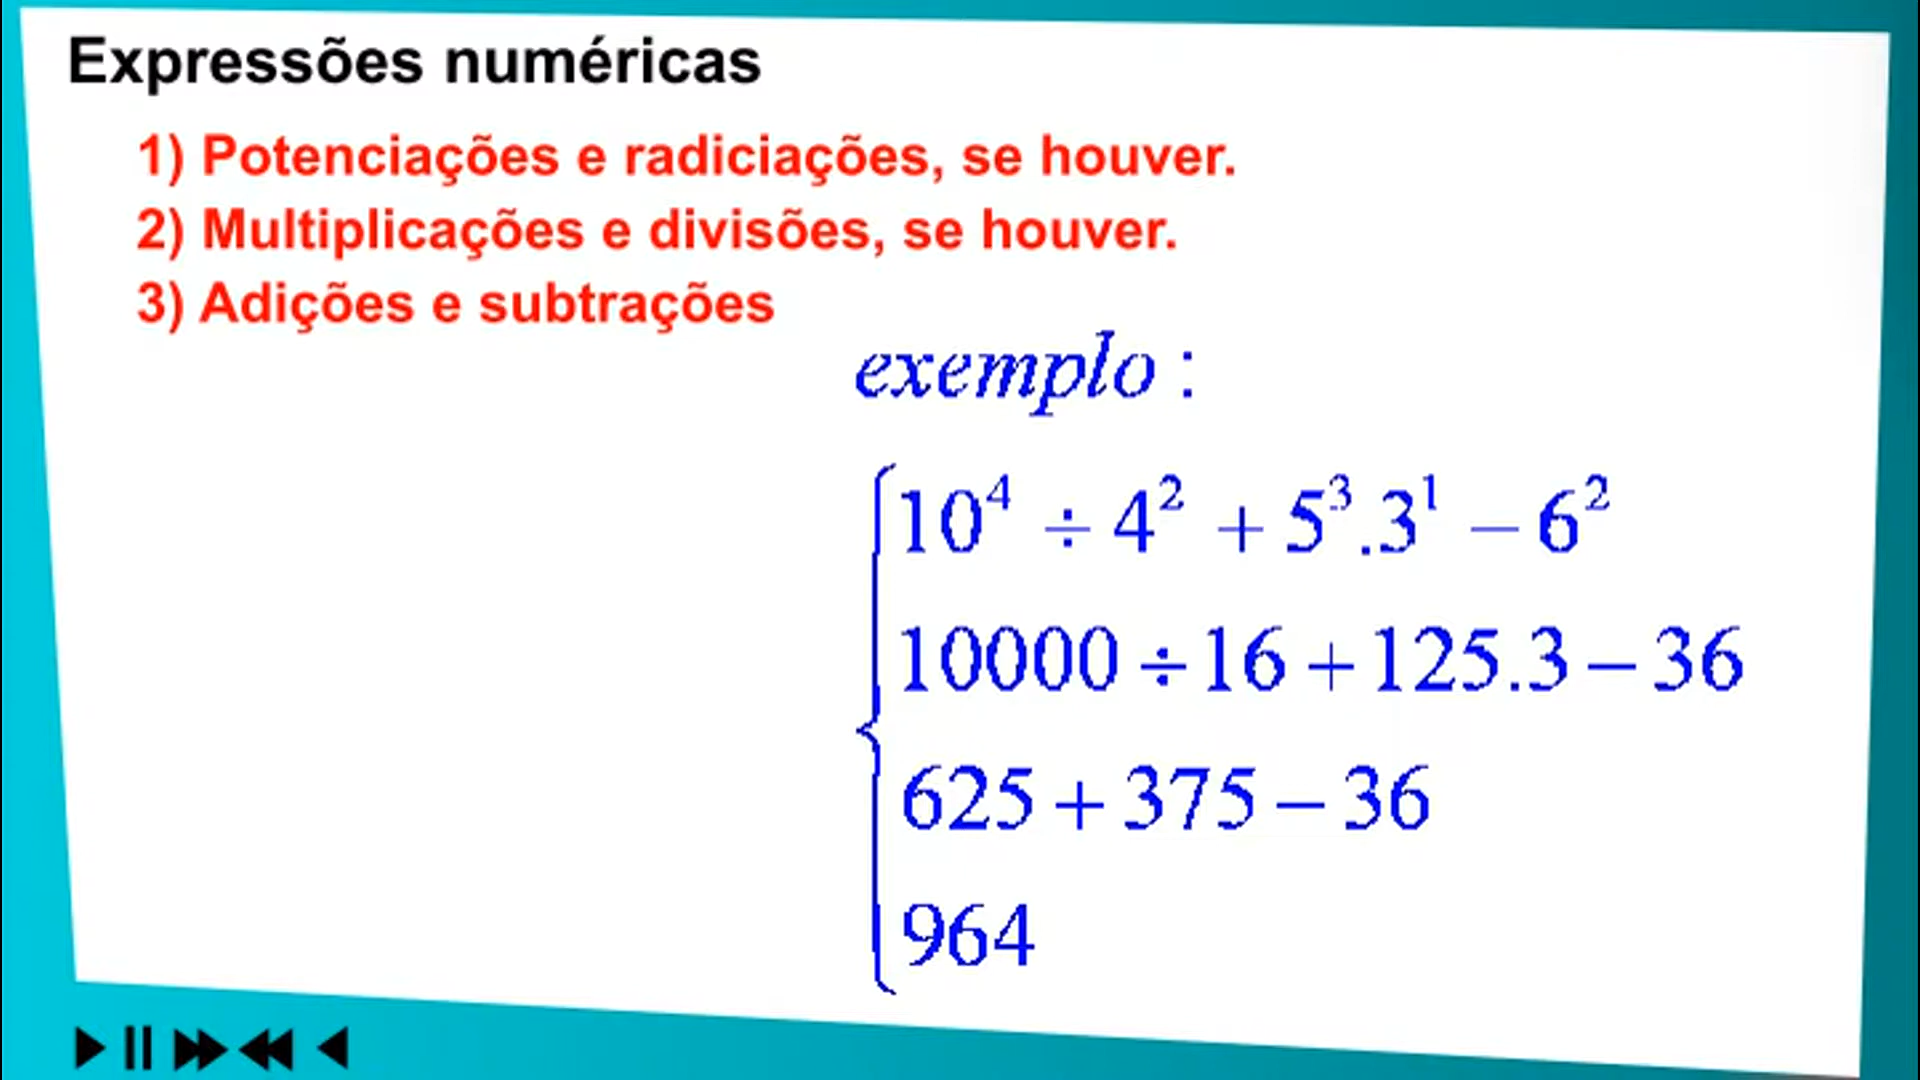 Expressões numéricas
1) Potenciações e radiciações, se houver.
2) Multiplicações e divisões, se houver.
3) Adições e subtrações
exemplo :
10⁴ ÷ 4² + 5³.3¹ − 6²
10000 ÷ 16 + 125.3 − 36
625 + 375 − 36
964